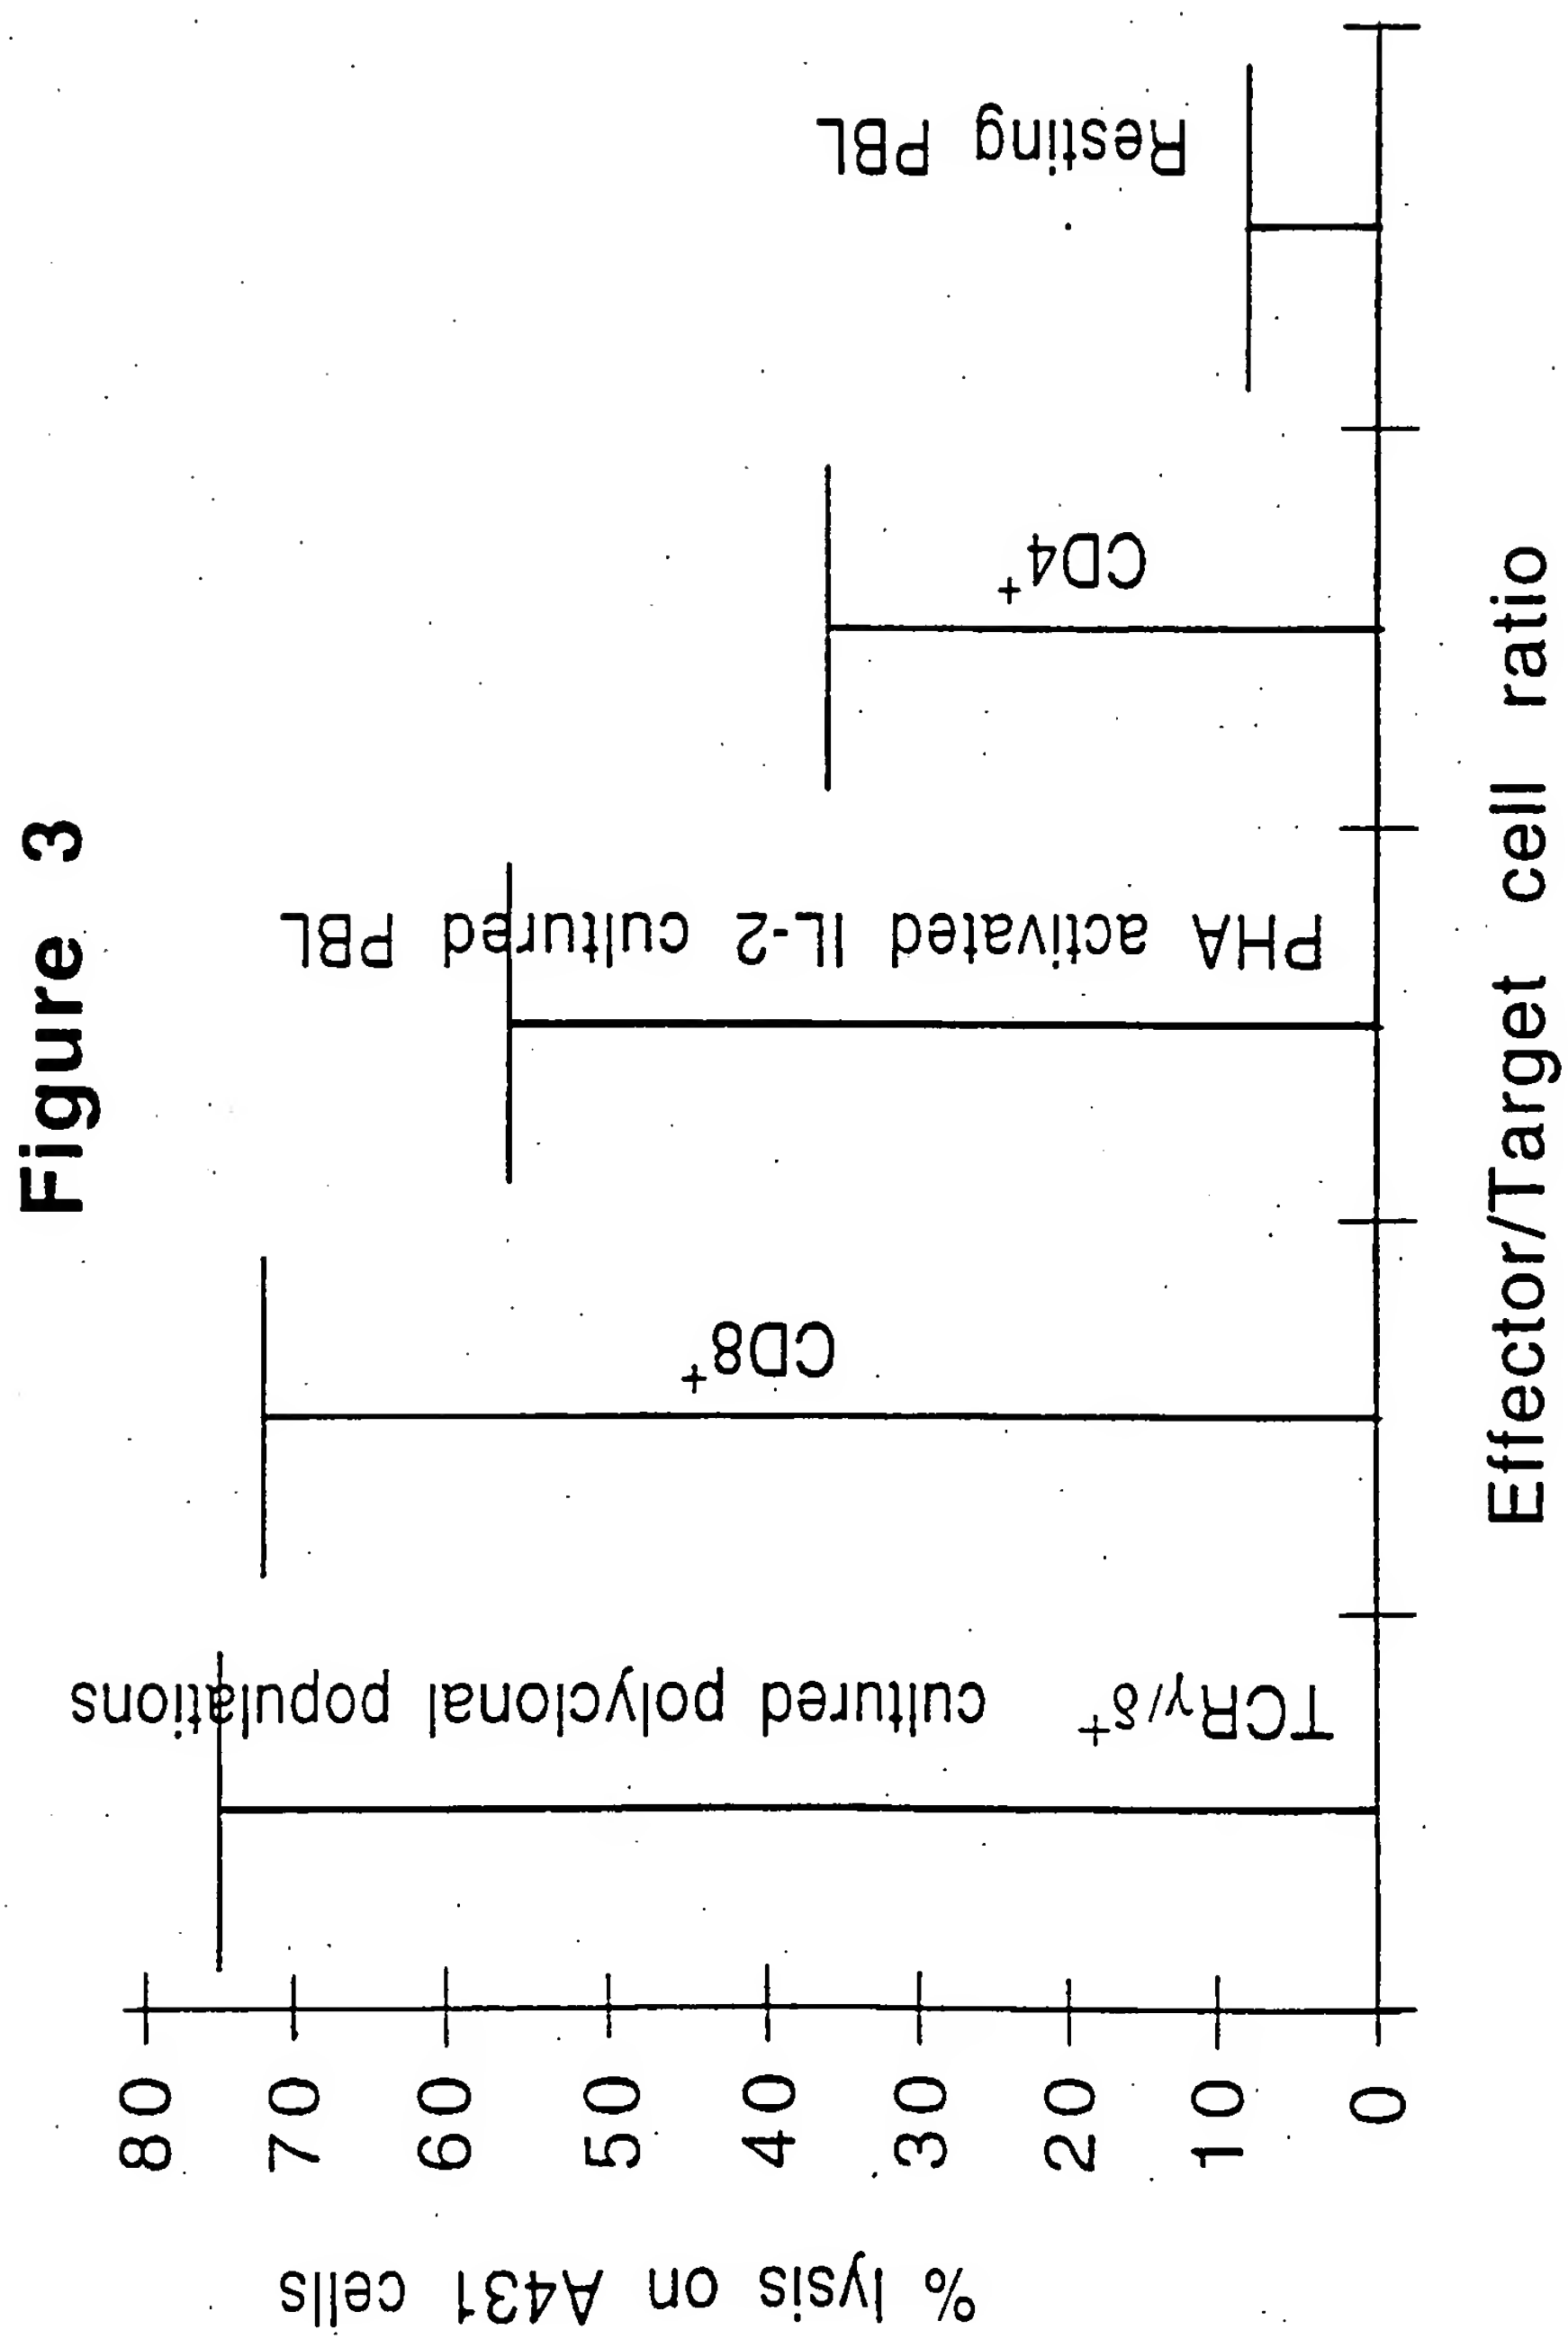 Figure 3
% lysis on A431 cells
80
70
60
50
40
30
20
10
0
TCRγ/δ+ cultured polyclonal populations
CD8+
PHA activated IL-2 cultured PBL
CD4+
Resting PBL
Effector/Target cell ratio